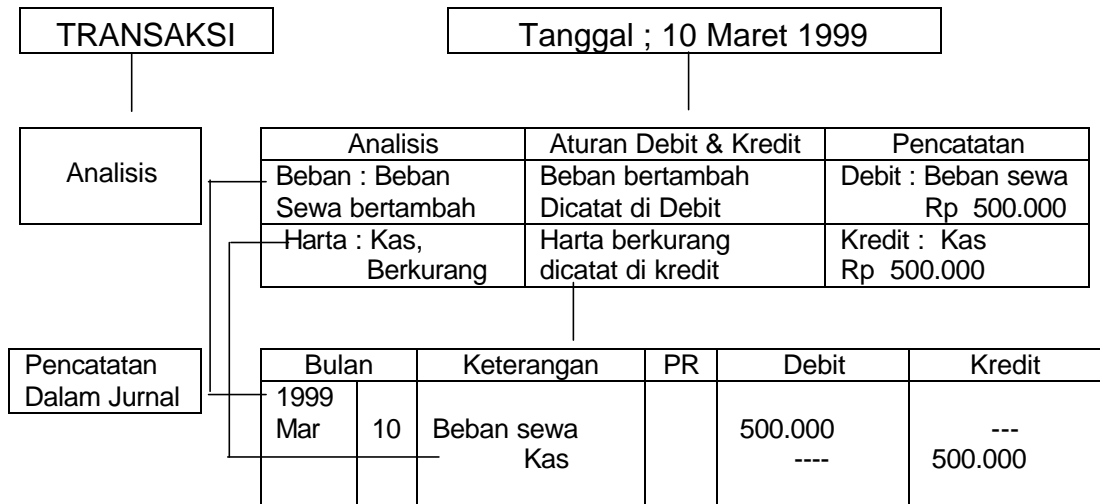 TRANSAKSI
Tanggal ; 10 Maret 1999
Analisis
Analisis Aturan Debit & Kredit Pencatatan
Beban : Beban Beban bertambah Debit : Beban sewa
Sewa bertambah Dicatat di Debit Rp 500.000
Harta : Kas, Harta berkurang Kredit : Kas
Berkurang dicatat di kredit Rp 500.000
Pencatatan
Dalam Jurnal
Bulan Keterangan PR Debit Kredit
1999
Mar 10 Beban sewa 500.000 ---
Kas ---- 500.000